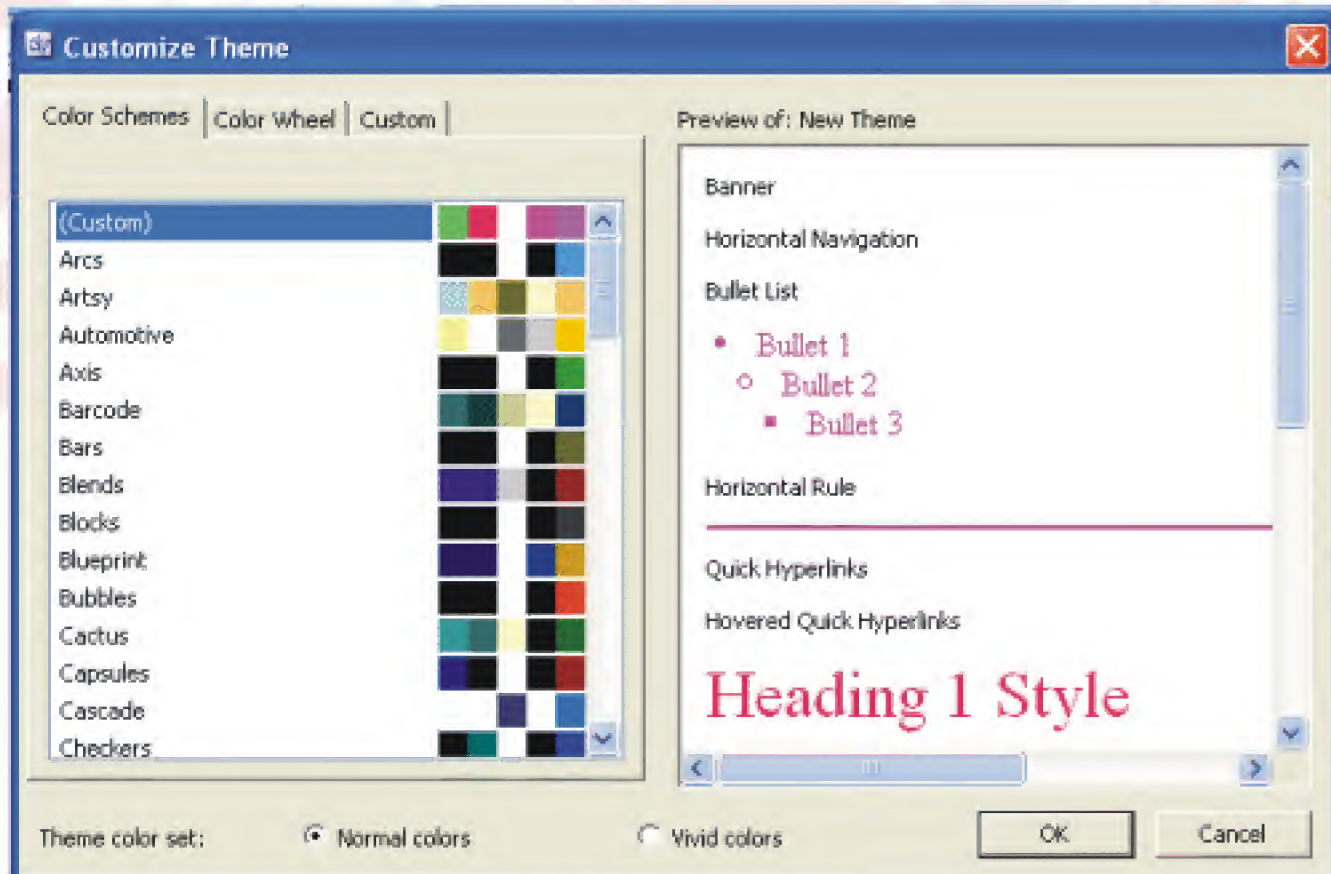 Customize Theme
Color Schemes
Color Wheel
Custom
(Custom)
Arcs
Artsy
Automotive
Axis
Barcode
Bars
Blends
Blocks
Blueprint
Bubbles
Cactus
Capsules
Cascade
Checkers
Preview of: New Theme
Banner
Horizontal Navigation
Bullet List
Bullet 1
Bullet 2
Bullet 3
Horizontal Rule
Quick Hyperlinks
Hovered Quick Hyperlinks
Heading 1 Style
Theme color set:
Normal colors
Vivid colors
OK
Cancel